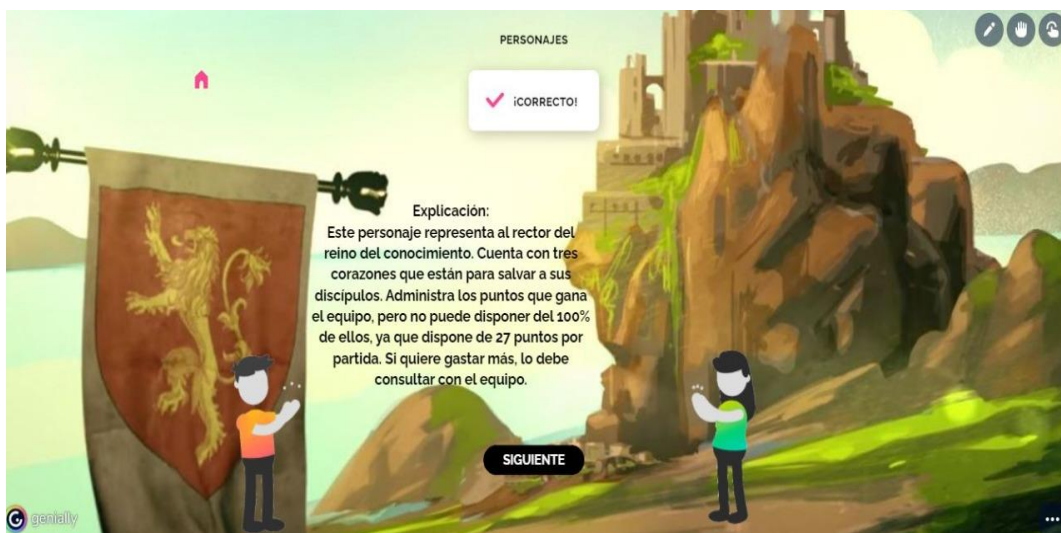 PERSONAJES
¡CORRECTO!
Explicación:
Este personaje representa al rector del
reino del conocimiento. Cuenta con tres
corazones que están para salvar a sus
discípulos. Administra los puntos que gana
el equipo, pero no puede disponer del 100%
de ellos, ya que dispone de 27 puntos por
partida. Si quiere gastar más, lo debe
consultar con el equipo.
SIGUIENTE
genially